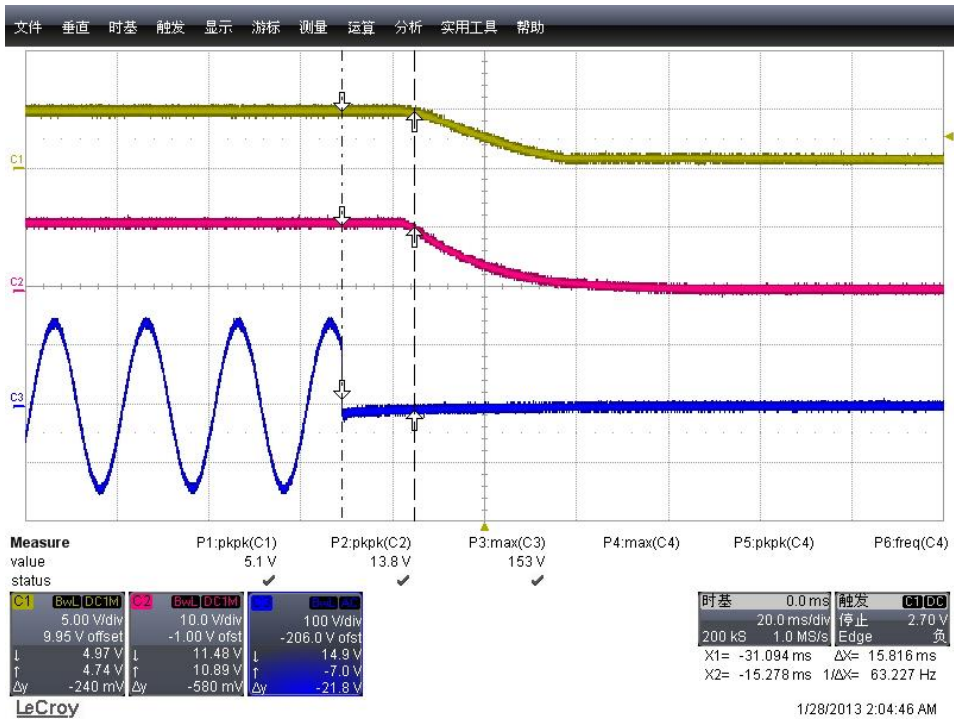 文件 垂直 时基 触发 显示 游标 测量 运算 分析 实用工具 帮助
C1
C2
C3
Measure P1:pkpk(C1) P2:pkpk(C2) P3:max(C3) P4:max(C4) P5:pkpk(C4) P6:freq(C4)
value 5.1 V 13.8 V 153 V
status
C1 BwL DC1M
5.00 V/div
9.95 V offset
↓ 4.97 V
↑ 4.74 V
Δy -240 mV
C2 BwL DC1M
10.0 V/div
-1.00 V ofst
↓ 11.48 V
↑ 10.89 V
Δy -580 mV
BwL AC
100 V/div
-206.0 V ofst
↓ 14.9 V
↑ -7.0 V
Δy -21.8 V
时基 0.0 ms
20.0 ms/div
200 kS 1.0 MS/s
触发 C1 DC
停止 2.70 V
Edge 负
X1= -31.094 ms ΔX= 15.816 ms
X2= -15.278 ms 1/ΔX= 63.227 Hz
LeCroy
1/28/2013 2:04:46 AM